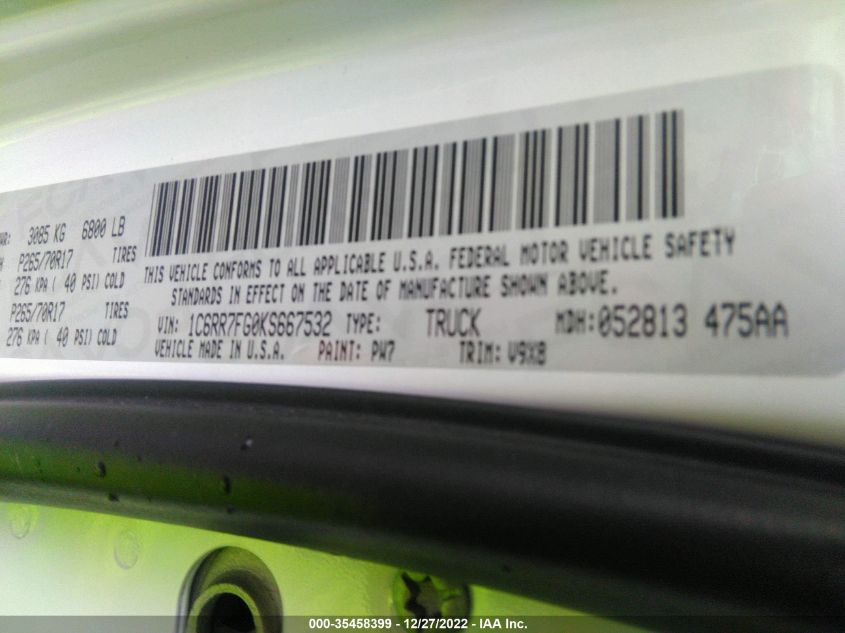 WR: 3085 KG 6800 LB
H P265/70R17 TIRES
276 KPA ( 40 PSI) COLD
P265/70R17 TIRES
276 KPA ( 40 PSI) COLD
THIS VEHICLE CONFORMS TO ALL APPLICABLE U.S.A. FEDERAL MOTOR VEHICLE SAFETY
STANDARDS IN EFFECT ON THE DATE OF MANUFACTURE SHOWN ABOVE.
VIN: 1C6RR7FG0KS667532 TYPE: TRUCK MDH:052813 475AA
VEHICLE MADE IN U.S.A. PAINT: PW7 TRIM: V9X8
000-35458399 - 12/27/2022 - IAA Inc.